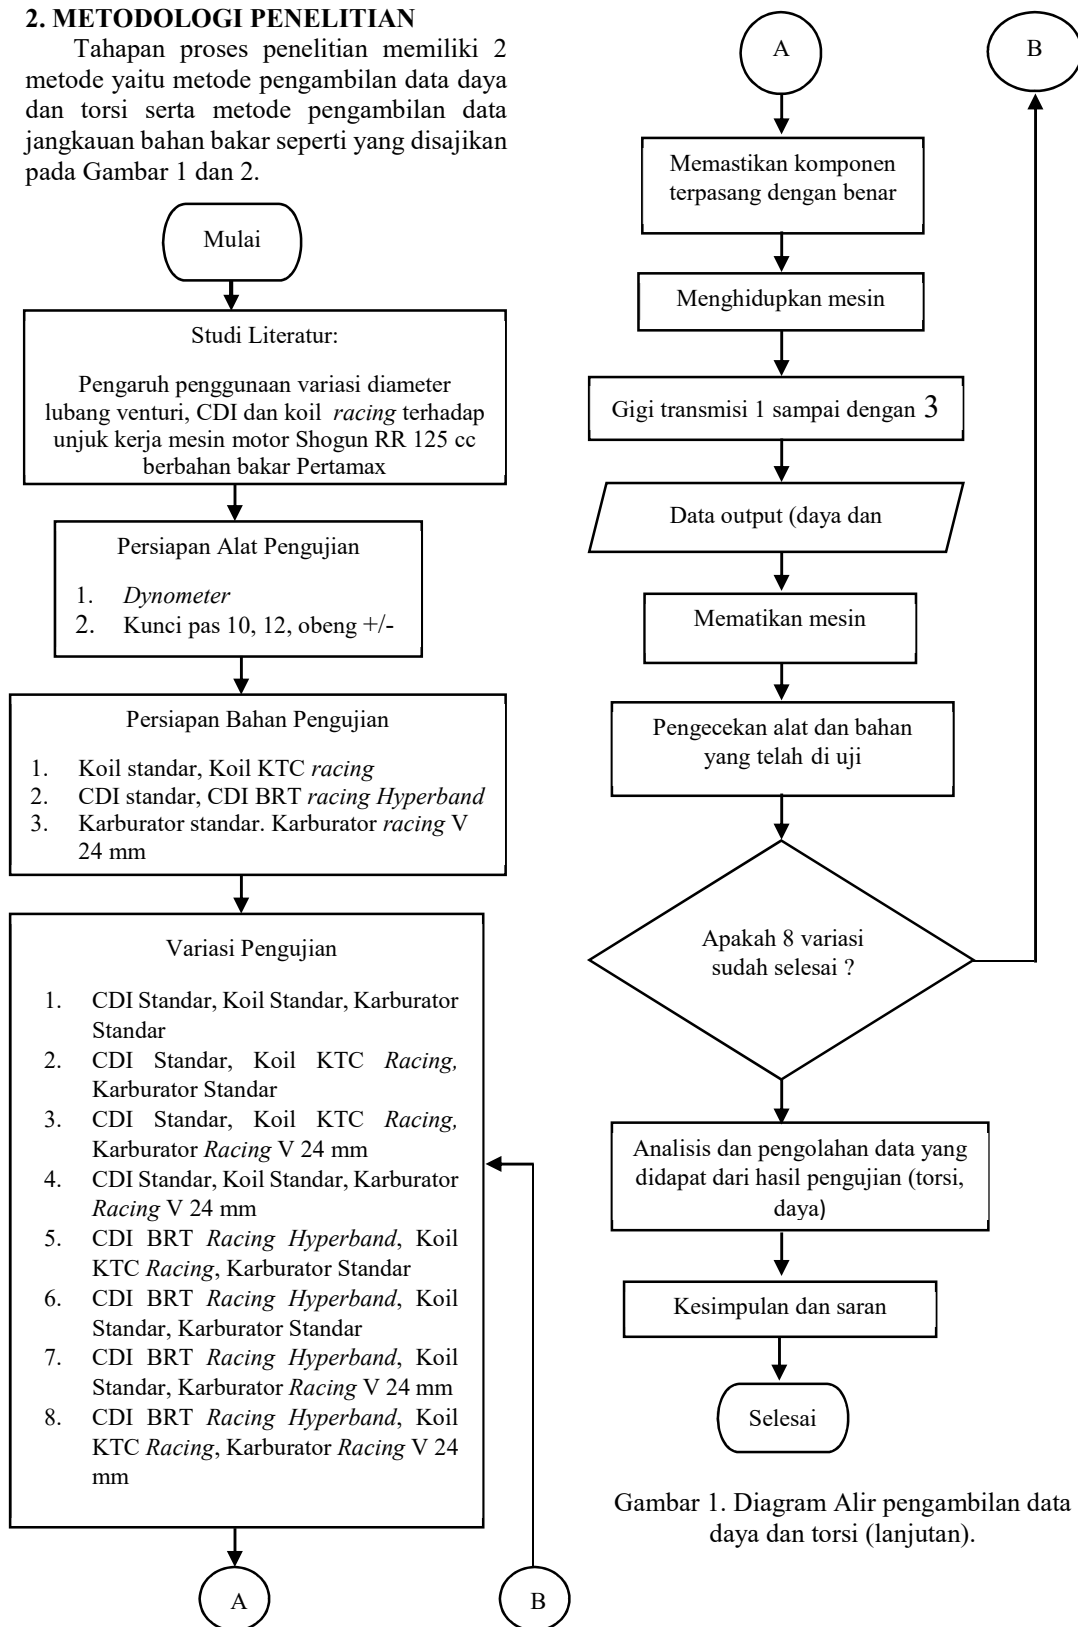 2. METODOLOGI PENELITIAN
Tahapan proses penelitian memiliki 2
metode yaitu metode pengambilan data daya
dan torsi serta metode pengambilan data
jangkauan bahan bakar seperti yang disajikan
pada Gambar 1 dan 2.
Mulai
Studi Literatur:
Pengaruh penggunaan variasi diameter
lubang venturi, CDI dan koil racing terhadap
unjuk kerja mesin motor Shogun RR 125 cc
berbahan bakar Pertamax
Persiapan Alat Pengujian
1. Dynometer
2. Kunci pas 10, 12, obeng +/-
Persiapan Bahan Pengujian
1. Koil standar, Koil KTC racing
2. CDI standar, CDI BRT racing Hyperband
3. Karburator standar. Karburator racing V
24 mm
Variasi Pengujian
1. CDI Standar, Koil Standar, Karburator
Standar
2. CDI Standar, Koil KTC Racing,
Karburator Standar
3. CDI Standar, Koil KTC Racing,
Karburator Racing V 24 mm
4. CDI Standar, Koil Standar, Karburator
Racing V 24 mm
5. CDI BRT Racing Hyperband, Koil
KTC Racing, Karburator Standar
6. CDI BRT Racing Hyperband, Koil
Standar, Karburator Standar
7. CDI BRT Racing Hyperband, Koil
Standar, Karburator Racing V 24 mm
8. CDI BRT Racing Hyperband, Koil
KTC Racing, Karburator Racing V 24
mm
A
B
A
B
Memastikan komponen
terpasang dengan benar
Menghidupkan mesin
Gigi transmisi 1 sampai dengan 3
Data output (daya dan
Mematikan mesin
Pengecekan alat dan bahan
yang telah di uji
Apakah 8 variasi
sudah selesai ?
Analisis dan pengolahan data yang
didapat dari hasil pengujian (torsi,
daya)
Kesimpulan dan saran
Selesai
Gambar 1. Diagram Alir pengambilan data
daya dan torsi (lanjutan).